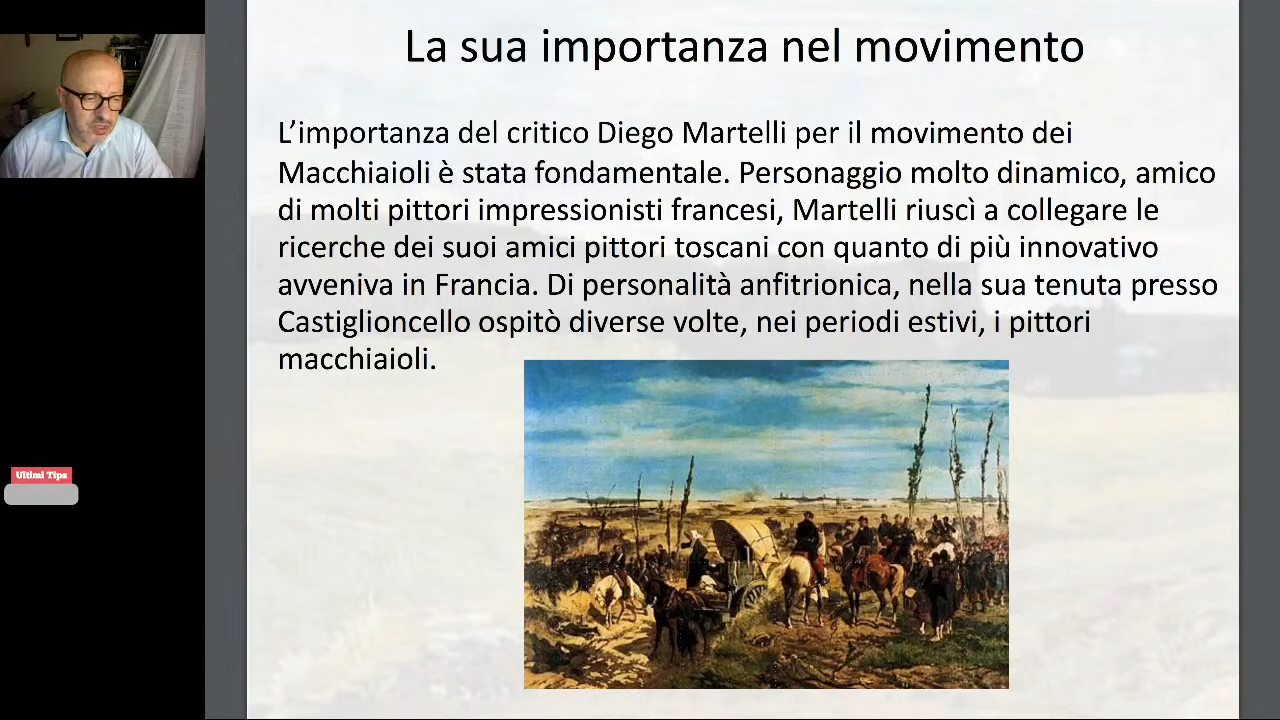 La sua importanza nel movimento
L’importanza del critico Diego Martelli per il movimento dei
Macchiaioli è stata fondamentale. Personaggio molto dinamico, amico
di molti pittori impressionisti francesi, Martelli riuscì a collegare le
ricerche dei suoi amici pittori toscani con quanto di più innovativo
avveniva in Francia. Di personalità anfitrionica, nella sua tenuta presso
Castiglioncello ospitò diverse volte, nei periodi estivi, i pittori
macchiaioli.
Ultimi Tips